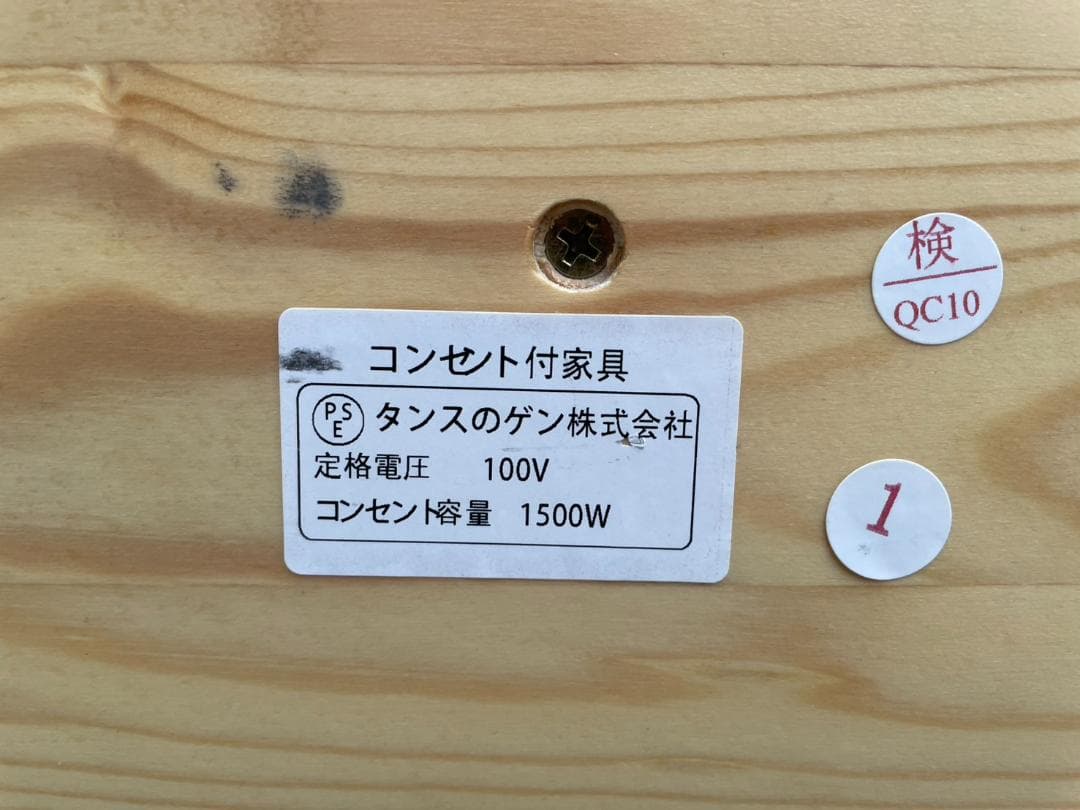 コンセント付家具
PSE タンスのゲン株式会社
定格電圧 100V
コンセント容量 1500W
検
QC10
1